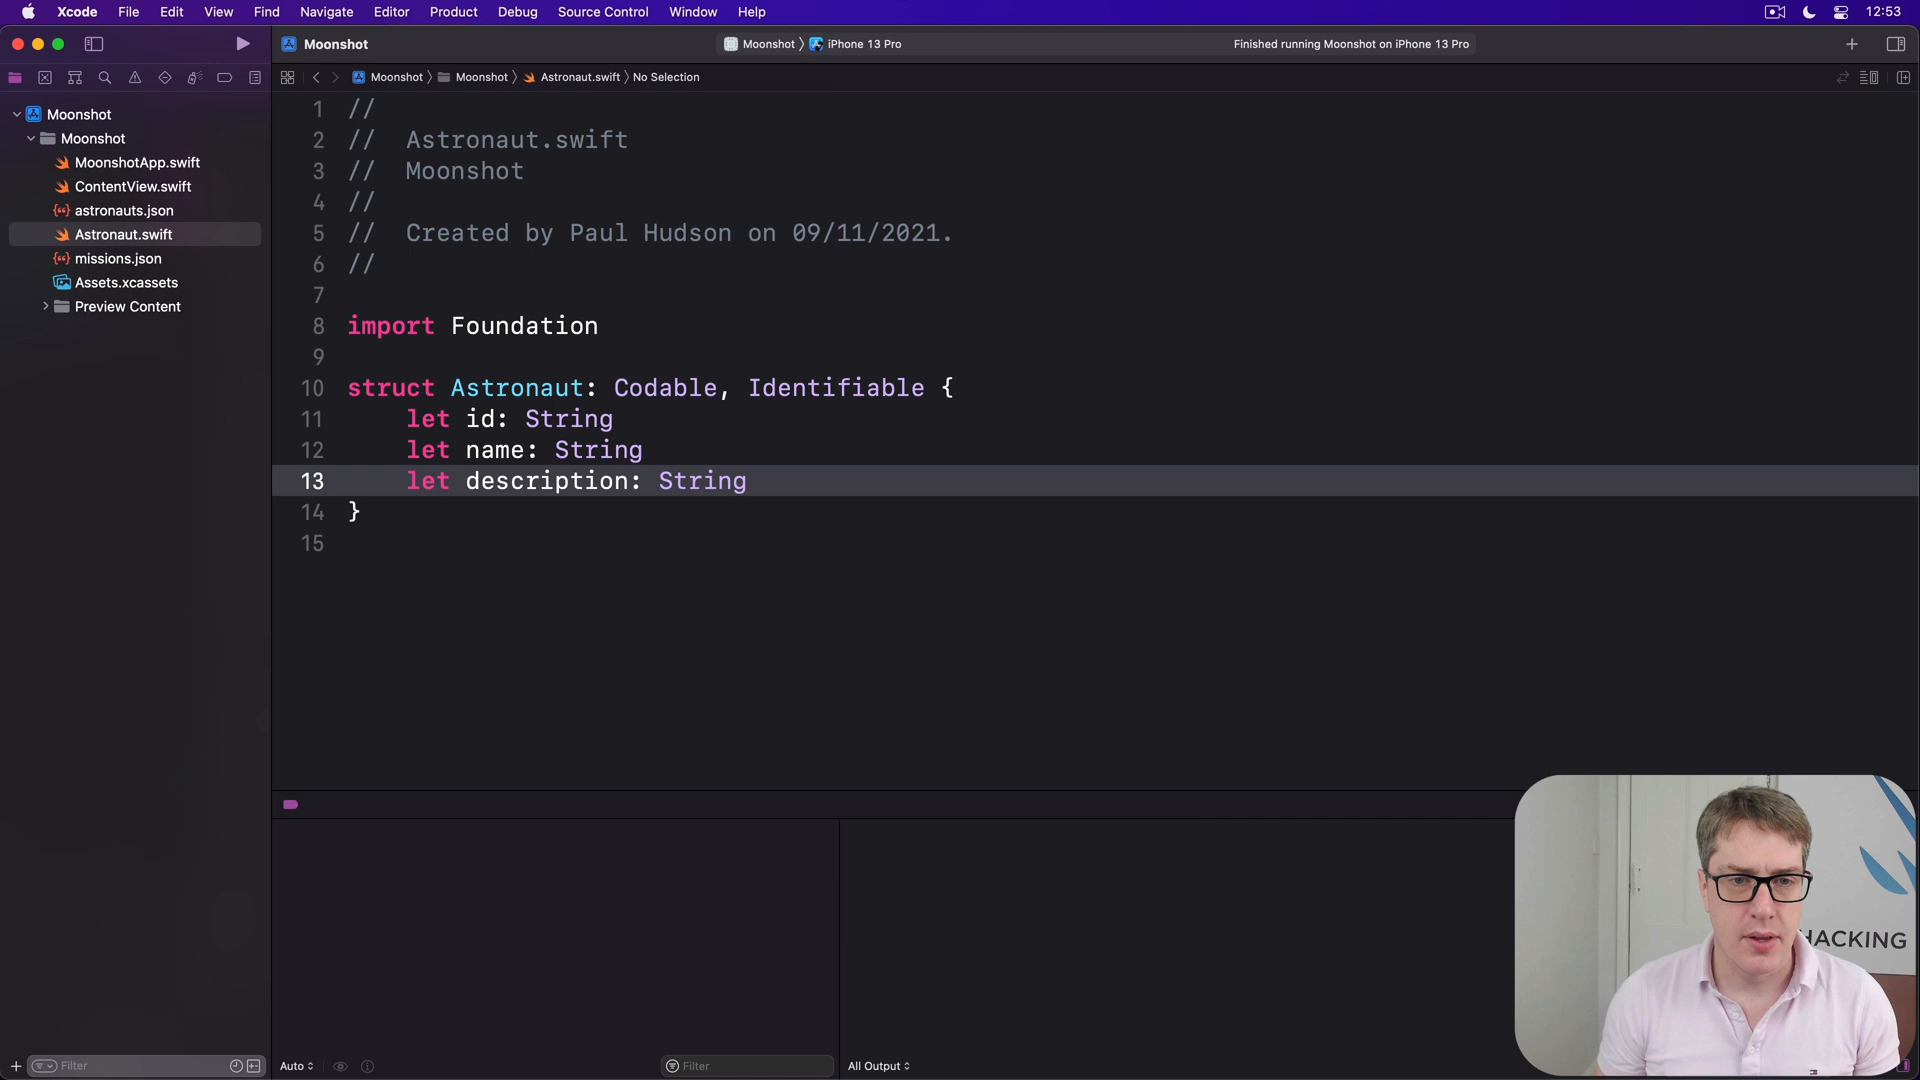 Xcode File Edit View Find Navigate Editor Product Debug Source Control Window Help 12:53
Moonshot Moonshot iPhone 13 Pro Finished running Moonshot on iPhone 13 Pro
Moonshot Moonshot Astronaut.swift No Selection
Moonshot
Moonshot
MoonshotApp.swift
ContentView.swift
astronauts.json
Astronaut.swift
missions.json
Assets.xcassets
Preview Content
1 //
2 //  Astronaut.swift
3 //  Moonshot
4 //
5 //  Created by Paul Hudson on 09/11/2021.
6 //
7
8 import Foundation
9
10 struct Astronaut: Codable, Identifiable {
11     let id: String
12     let name: String
13     let description: String
14 }
15
HACKING
Filter Auto Filter All Output